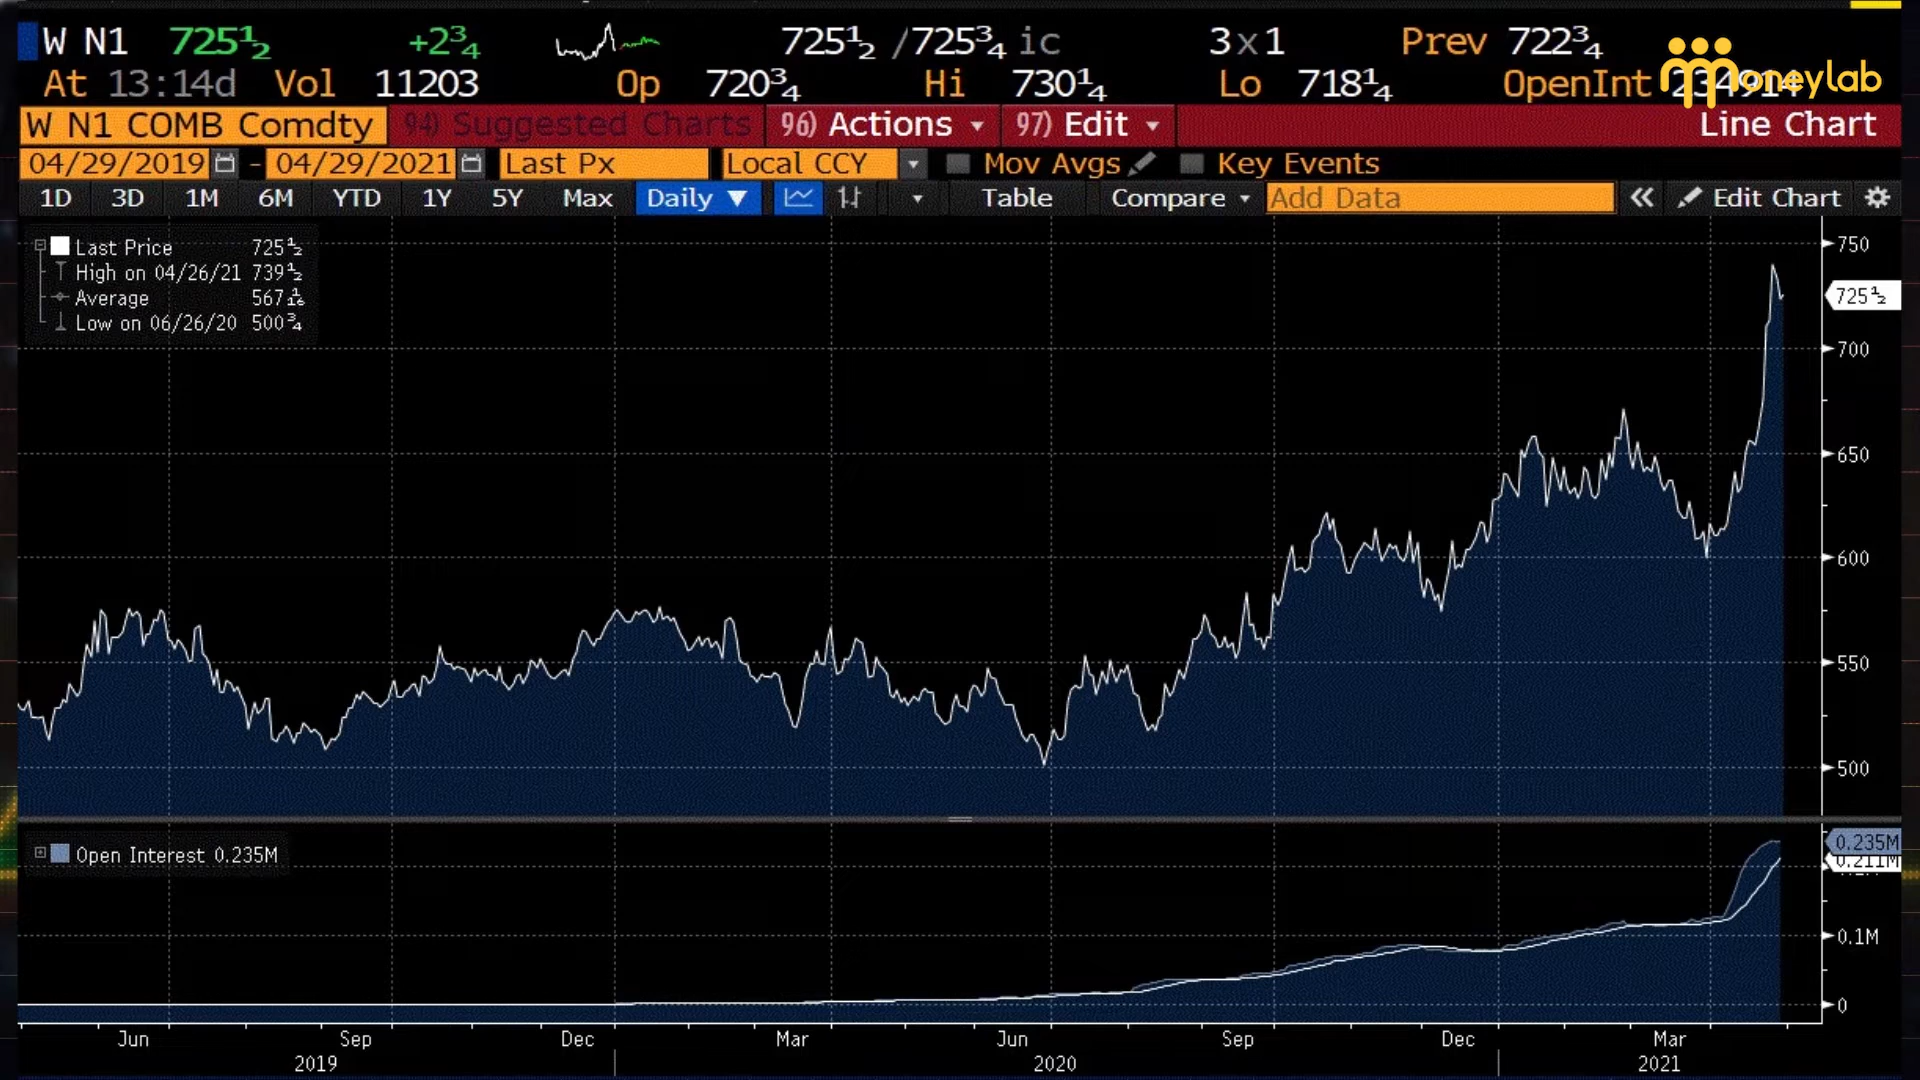 W N1 725½ +2¾ 725½ /725¾ ic 3x1 Prev 722¾
At 13:14d Vol 11203 Op 720¾ Hi 730¼ Lo 718¼ OpenInt 234914
Moneylab
W N1 COMB Comdty 94) Suggested Charts 96) Actions 97) Edit Line Chart
04/29/2019 - 04/29/2021 Last Px Local CCY Mov Avgs Key Events
1D 3D 1M 6M YTD 1Y 5Y Max Daily ▼ Table Compare Add Data « Edit Chart
Last Price 725½
High on 04/26/21 739½
Average 567
Low on 06/26/20 500¾
750
725½
700
650
600
550
500
Open Interest 0.235M
0.235M
0.211M
0.1M
0
Jun Sep Dec Mar Jun Sep Dec Mar
2019 2020 2021